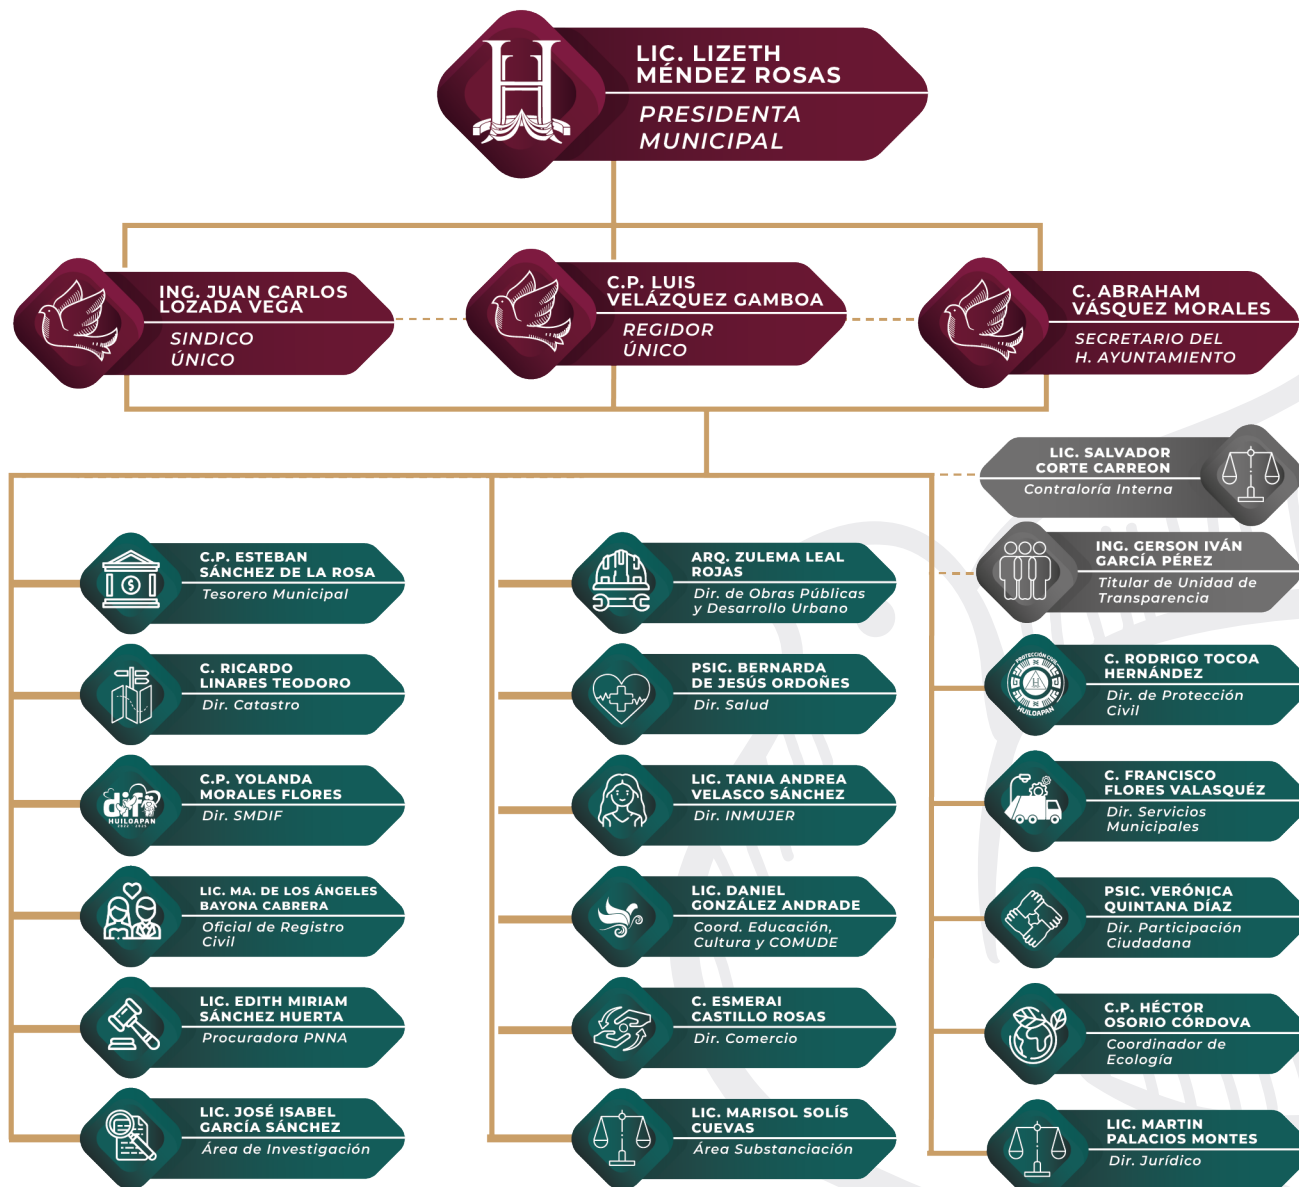 LIC. LIZETH
MÉNDEZ ROSAS
PRESIDENTA
MUNICIPAL
ING. JUAN CARLOS
LOZADA VEGA
SINDICO
ÚNICO
C.P. LUIS
VELÁZQUEZ GAMBOA
REGIDOR
ÚNICO
C. ABRAHAM
VÁSQUEZ MORALES
SECRETARIO DEL
H. AYUNTAMIENTO
LIC. SALVADOR
CORTE CARREON
Contraloría Interna
ING. GERSON IVÁN
GARCÍA PÉREZ
Titular de Unidad de
Transparencia
C.P. ESTEBAN
SÁNCHEZ DE LA ROSA
Tesorero Municipal
C. RICARDO
LINARES TEODORO
Dir. Catastro
dif
HUILOAPAN
C.P. YOLANDA
MORALES FLORES
Dir. SMDIF
LIC. MA. DE LOS ÁNGELES
BAYONA CABRERA
Oficial de Registro
Civil
LIC. EDITH MIRIAM
SÁNCHEZ HUERTA
Procuradora PNNA
LIC. JOSÉ ISABEL
GARCÍA SÁNCHEZ
Área de Investigación
ARQ. ZULEMA LEAL
ROJAS
Dir. de Obras Públicas
y Desarrollo Urbano
PSIC. BERNARDA
DE JESÚS ORDOÑES
Dir. Salud
LIC. TANIA ANDREA
VELASCO SÁNCHEZ
Dir. INMUJER
LIC. DANIEL
GONZÁLEZ ANDRADE
Coord. Educación,
Cultura y COMUDE
C. ESMERAI
CASTILLO ROSAS
Dir. Comercio
LIC. MARISOL SOLÍS
CUEVAS
Área Substanciación
PROTECCIÓN CIVIL
HUILOAPAN
C. RODRIGO TOCOA
HERNÁNDEZ
Dir. de Protección
Civil
C. FRANCISCO
FLORES VALASQUÉZ
Dir. Servicios
Municipales
PSIC. VERÓNICA
QUINTANA DÍAZ
Dir. Participación
Ciudadana
C.P. HÉCTOR
OSORIO CÓRDOVA
Coordinador de
Ecología
LIC. MARTIN
PALACIOS MONTES
Dir. Jurídico